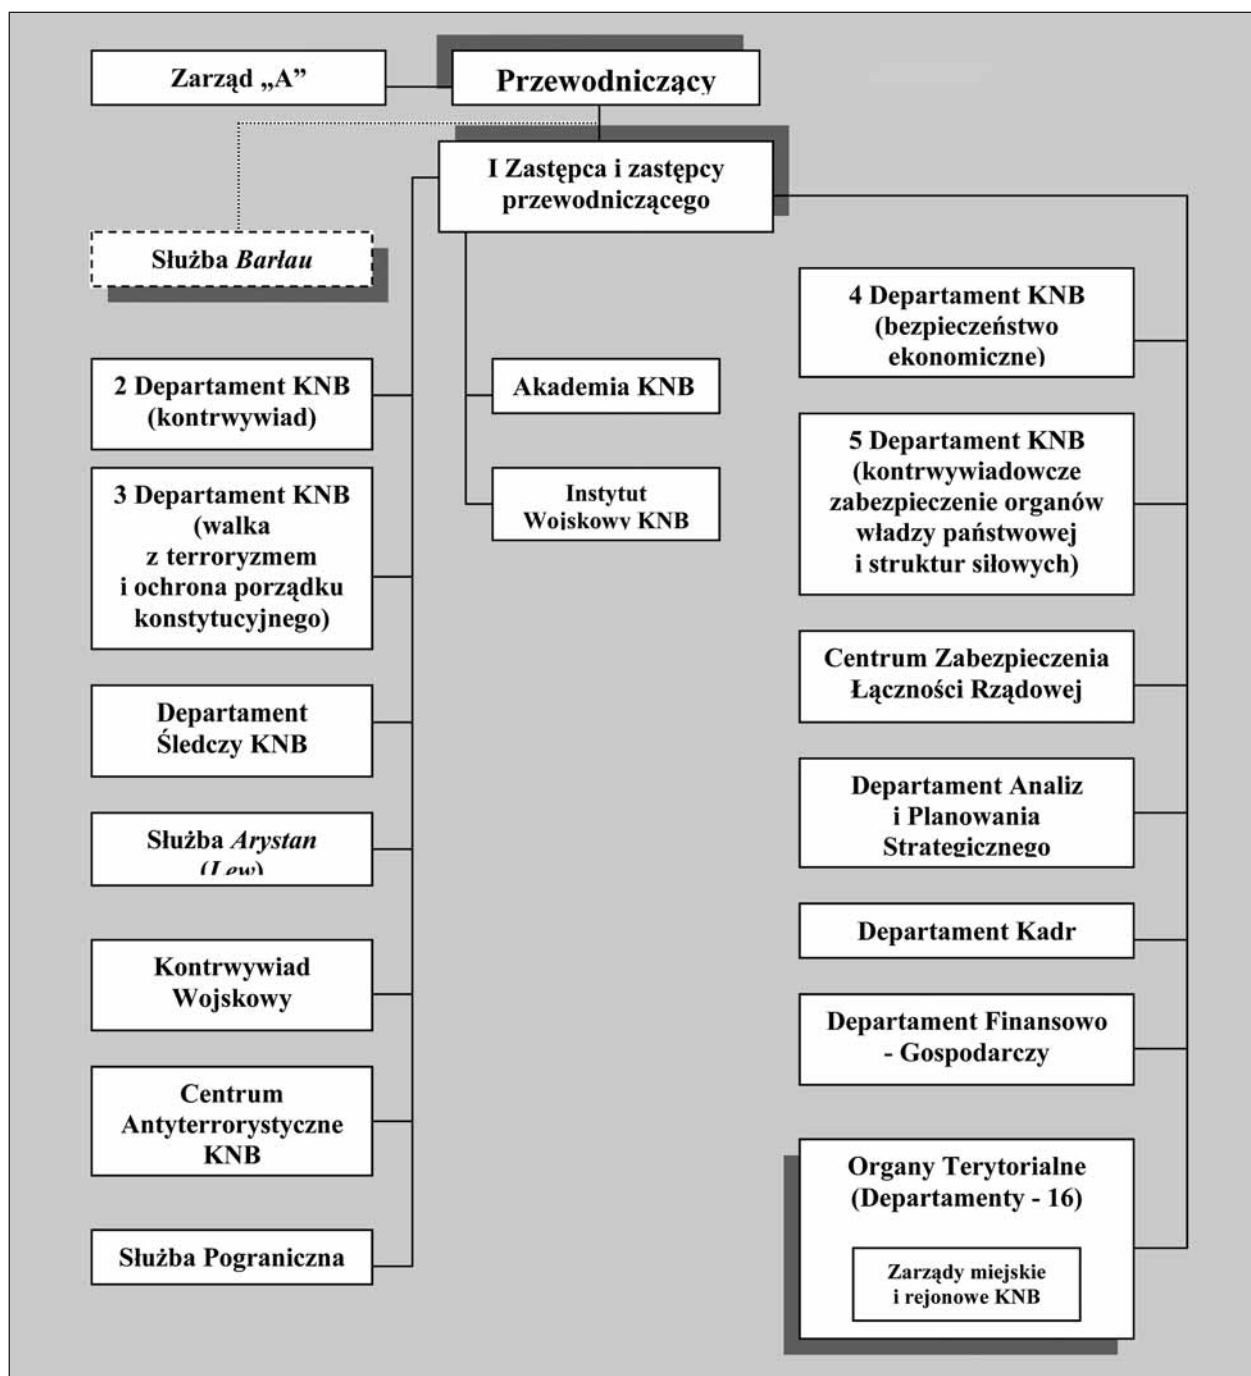 Zarząd „A”
Przewodniczący
I Zastępca i zastępcy
przewodniczącego
Służba Barłau
2 Departament KNB
(kontrwywiad)
3 Departament KNB
(walka
z terroryzmem
i ochrona porządku
konstytucyjnego)
Departament
Śledczy KNB
Służba Arystan
(Lew)
Kontrwywiad
Wojskowy
Centrum
Antyterrorystyczne
KNB
Służba Pograniczna
Akademia KNB
Instytut
Wojskowy KNB
4 Departament KNB
(bezpieczeństwo
ekonomiczne)
5 Departament KNB
(kontrwywiadowcze
zabezpieczenie organów
władzy państwowej
i struktur siłowych)
Centrum Zabezpieczenia
Łączności Rządowej
Departament Analiz
i Planowania
Strategicznego
Departament Kadr
Departament Finansowo
- Gospodarczy
Organy Terytorialne
(Departamenty - 16)
Zarządy miejskie
i rejonowe KNB